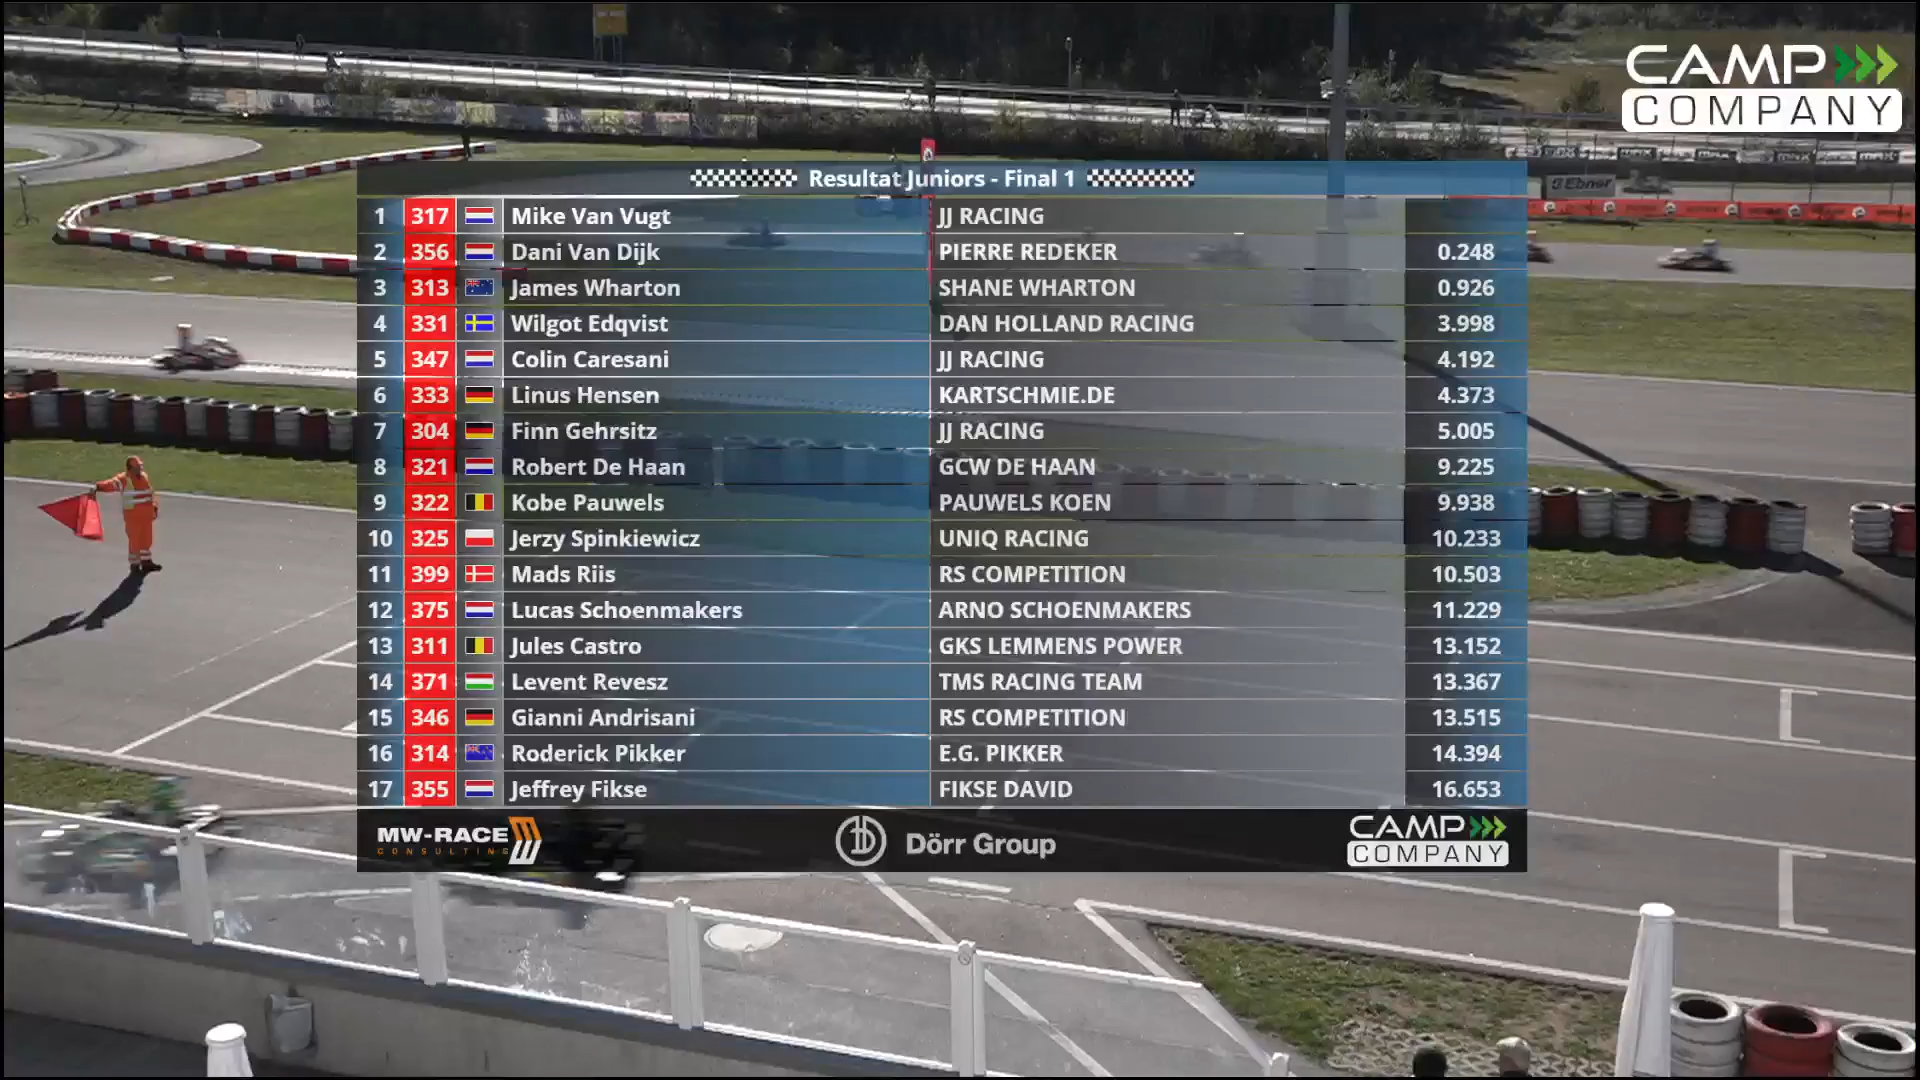 CAMP
COMPANY
Ebner
Resultat Juniors - Final 1
1 317 Mike Van Vugt JJ RACING
2 356 Dani Van Dijk PIERRE REDEKER 0.248
3 313 James Wharton SHANE WHARTON 0.926
4 331 Wilgot Edqvist DAN HOLLAND RACING 3.998
5 347 Colin Caresani JJ RACING 4.192
6 333 Linus Hensen KARTSCHMIE.DE 4.373
7 304 Finn Gehrsitz JJ RACING 5.005
8 321 Robert De Haan GCW DE HAAN 9.225
9 322 Kobe Pauwels PAUWELS KOEN 9.938
10 325 Jerzy Spinkiewicz UNIQ RACING 10.233
11 399 Mads Riis RS COMPETITION 10.503
12 375 Lucas Schoenmakers ARNO SCHOENMAKERS 11.229
13 311 Jules Castro GKS LEMMENS POWER 13.152
14 371 Levent Revesz TMS RACING TEAM 13.367
15 346 Gianni Andrisani RS COMPETITION 13.515
16 314 Roderick Pikker E.G. PIKKER 14.394
17 355 Jeffrey Fikse FIKSE DAVID 16.653
MW-RACE
CONSULTING
Dörr Group
CAMP
COMPANY